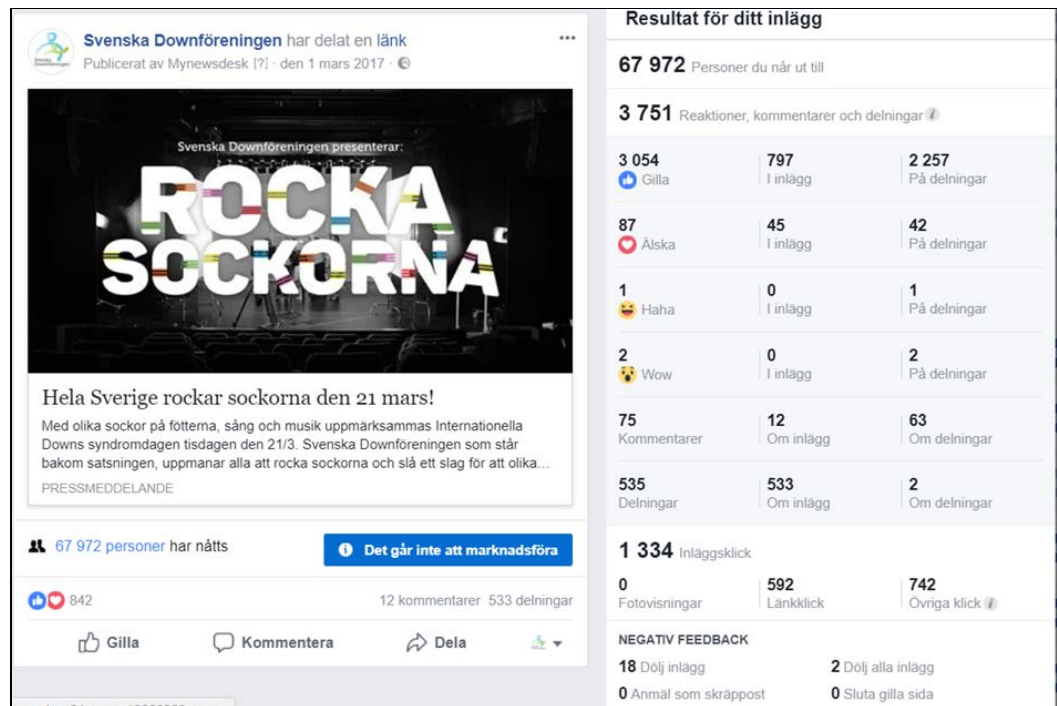 Svenska Downföreningen har delat en länk
Publicerat av Mynewsdesk [?] · den 1 mars 2017 ·
Svenska Downföreningen presenterar:
ROCKA
SOCKORNA
Hela Sverige rockar sockorna den 21 mars!
Med olika sockor på fötterna, sång och musik uppmärksammas Internationella
Downs syndromdagen tisdagen den 21/3. Svenska Downföreningen som står
bakom satsningen, uppmanar alla att rocka sockorna och slå ett slag för att olika...
PRESSMEDDELANDE
67 972 personer har nåtts
Det går inte att marknadsföra
842
12 kommentarer 533 delningar
Gilla Kommentera Dela
Resultat för ditt inlägg
67 972 Personer du når ut till
3 751 Reaktioner, kommentarer och delningar
3 054 797 2 257
Gilla I inlägg På delningar
87 45 42
Älska I inlägg På delningar
1 0 1
Haha I inlägg På delningar
2 0 2
Wow I inlägg På delningar
75 12 63
Kommentarer Om inlägg Om delningar
535 533 2
Delningar Om inlägg Om delningar
1 334 Inläggsklick
0 592 742
Fotovisningar Länkklick Övriga klick
NEGATIV FEEDBACK
18 Dölj inlägg 2 Dölj alla inlägg
0 Anmäl som skräppost 0 Sluta gilla sida